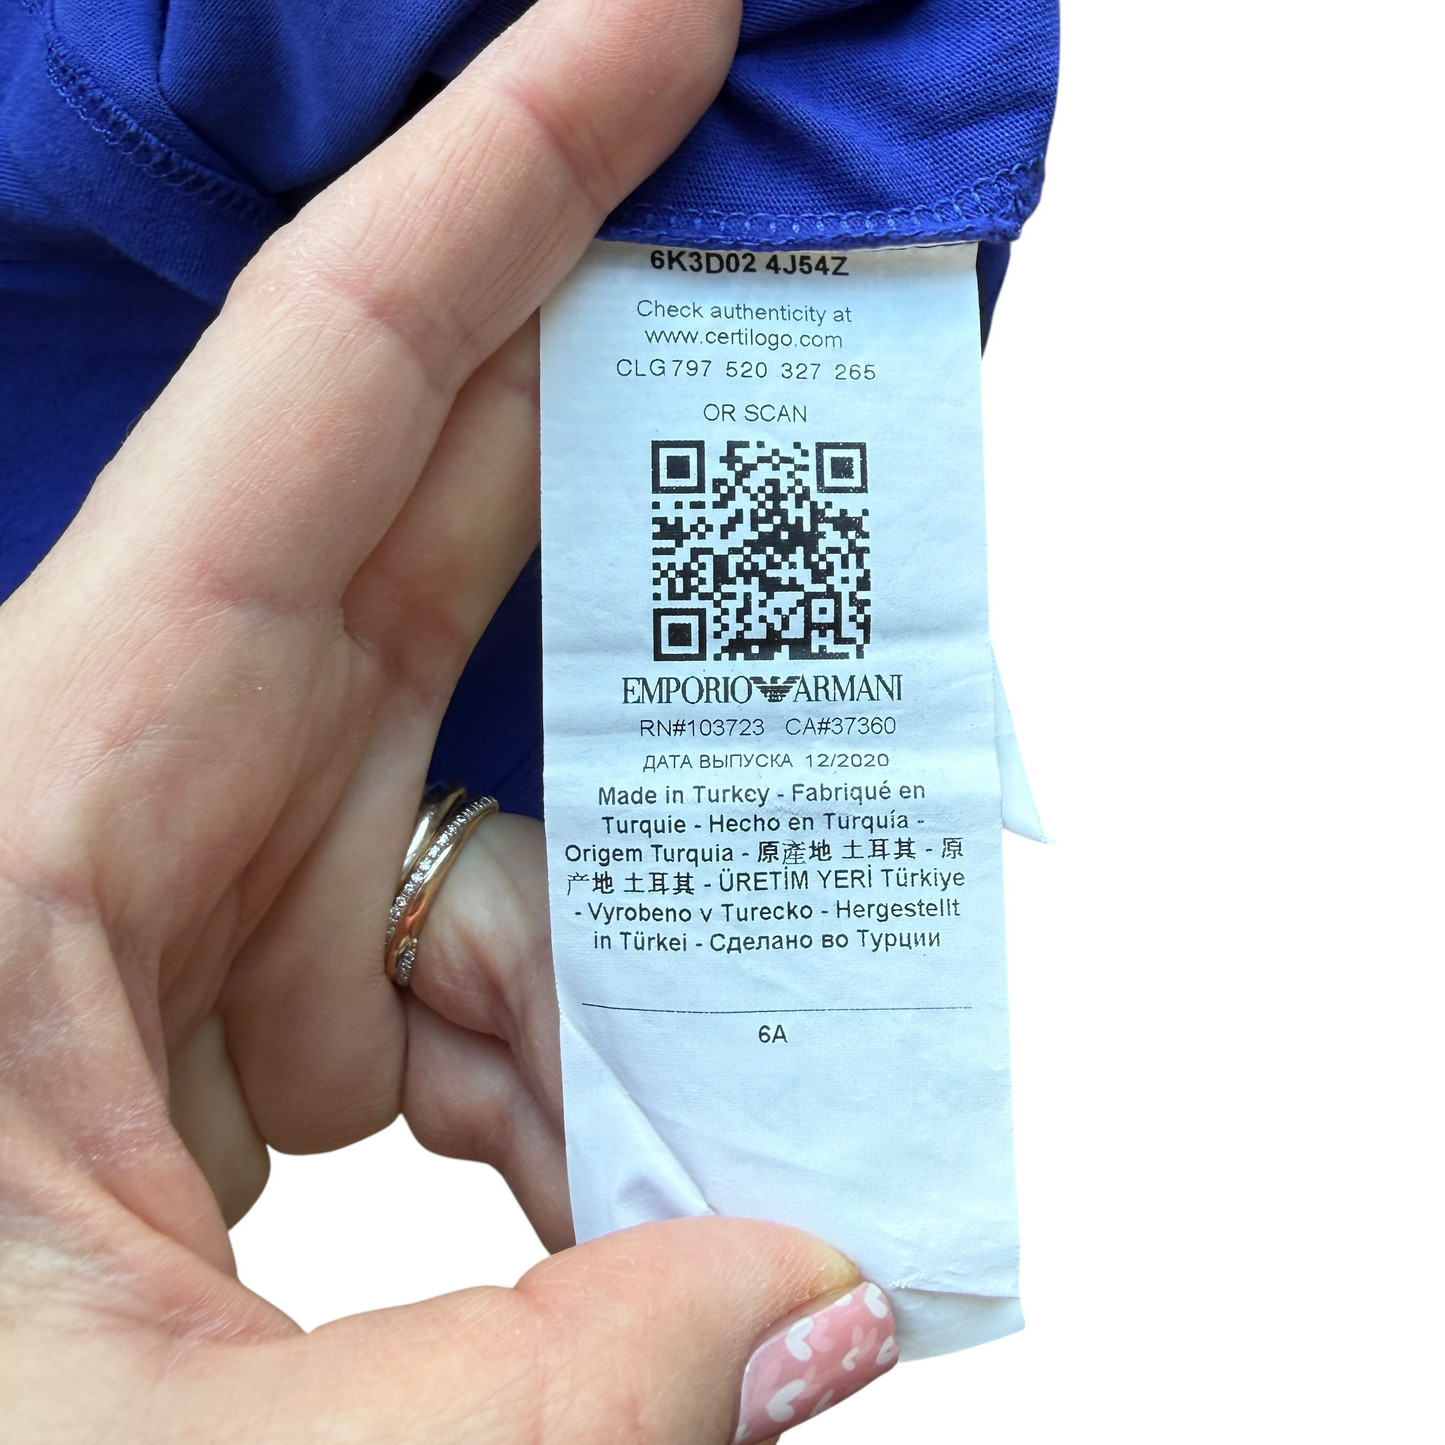 6K3D02 4J54Z
Check authenticity at
www.certilogo.com
CLG797 520 327 265
OR SCAN
EMPORIO ARMANI
RN#103723 CA#37360
ДАТА ВЫПУСКА 12/2020
Made in Turkey - Fabriqué en
Turquie - Hecho en Turquía -
Origem Turquia - 原產地 土耳其 - 原
产地 土耳其 - ÜRETİM YERİ Türkiye
- Vyrobeno v Turecko - Hergestellt
in Türkei - Сделано во Турции
6A